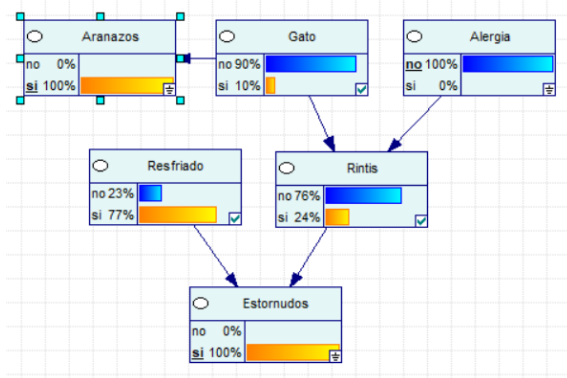 Aranazos
no 0%
si 100%
Gato
no 90%
si 10%
Alergia
no 100%
si 0%
Resfriado
no 23%
si 77%
Rintis
no 76%
si 24%
Estornudos
no 0%
si 100%